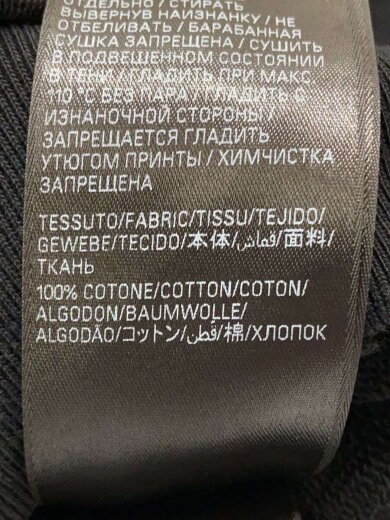 ОТДЕЛЬНО / СТИРАТЬ
ВЫВЕРНУВ НАИЗНАНКУ / НЕ
ОТБЕЛИВАТЬ / БАРАБАННАЯ
СУШКА ЗАПРЕЩЕНА / СУШИТЬ
В ПОДВЕШЕННОМ СОСТОЯНИИ
В ТЕНИ / ГЛАДИТЬ ПРИ МАКС
110 °C БЕЗ ПАРА / ГЛАДИТЬ С
ИЗНАНОЧНОЙ СТОРОНЫ /
ЗАПРЕЩАЕТСЯ ГЛАДИТЬ
УТЮГОМ ПРИНТЫ / ХИМЧИСТКА
ЗАПРЕЩЕНА
TESSUTO/FABRIC/TISSU/TEJIDO/
GEWEBE/TECIDO/本体/قماش/面料/
ТКАНЬ
100% COTONE/COTTON/COTON/
ALGODON/BAUMWOLLE/
ALGODÃO/コットン/قطن/棉/ХЛОПОК